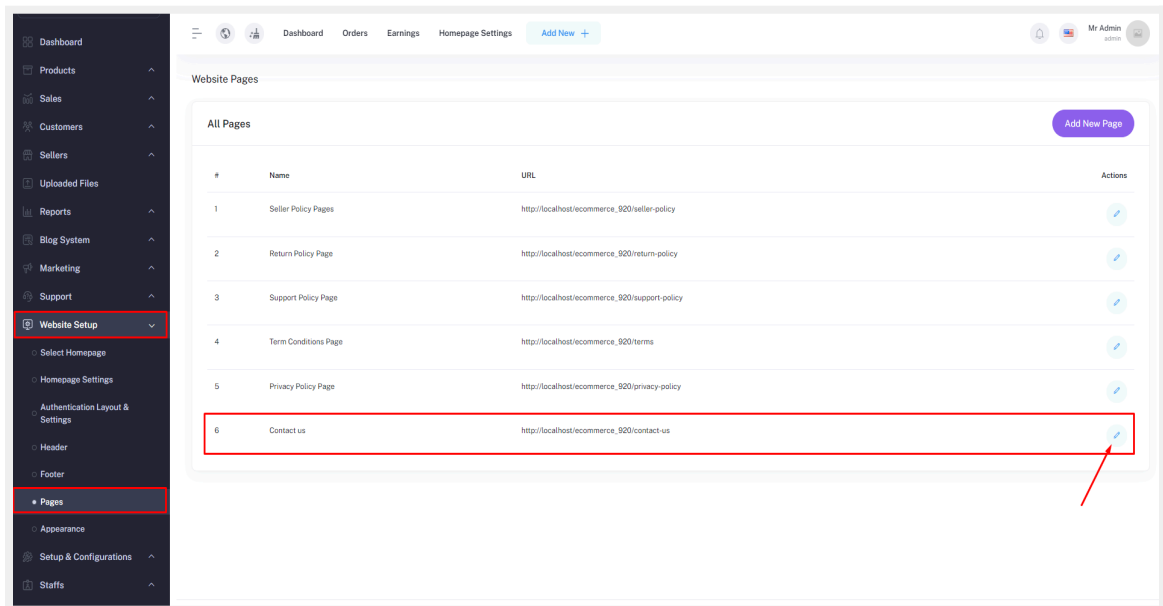 Dashboard
Products
Sales
Customers
Sellers
Uploaded Files
Reports
Blog System
Marketing
Support
Website Setup
Select Homepage
Homepage Settings
Authentication Layout &
Settings
Header
Footer
Pages
Appearance
Setup & Configurations
Staffs
Dashboard Orders Earnings Homepage Settings Add New +
Mr Admin
admin
Website Pages
All Pages Add New Page
# Name URL Actions
1 Seller Policy Pages http://localhost/ecommerce_920/seller-policy
2 Return Policy Page http://localhost/ecommerce_920/return-policy
3 Support Policy Page http://localhost/ecommerce_920/support-policy
4 Term Conditions Page http://localhost/ecommerce_920/terms
5 Privacy Policy Page http://localhost/ecommerce_920/privacy-policy
6 Contact us http://localhost/ecommerce_920/contact-us